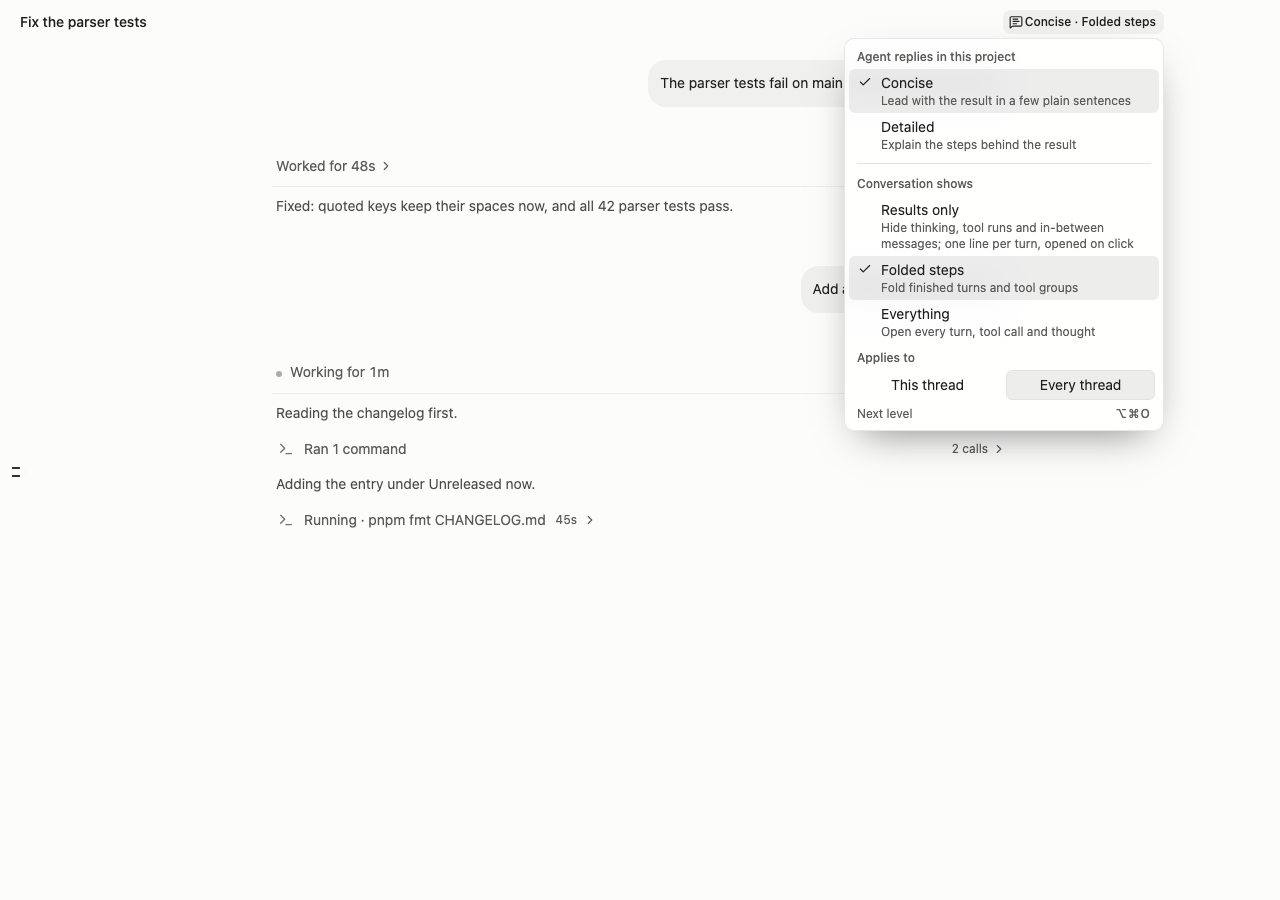 Fix the parser tests
Concise · Folded steps
The parser tests fail on main
Worked for 48s
Fixed: quoted keys keep their spaces now, and all 42 parser tests pass.
Add
Working for 1m
Reading the changelog first.
Ran 1 command
2 calls
Adding the entry under Unreleased now.
Running · pnpm fmt CHANGELOG.md 45s
Agent replies in this project
Concise
Lead with the result in a few plain sentences
Detailed
Explain the steps behind the result
Conversation shows
Results only
Hide thinking, tool runs and in-between
messages; one line per turn, opened on click
Folded steps
Fold finished turns and tool groups
Everything
Open every turn, tool call and thought
Applies to
This thread
Every thread
Next level
⌥⌘O